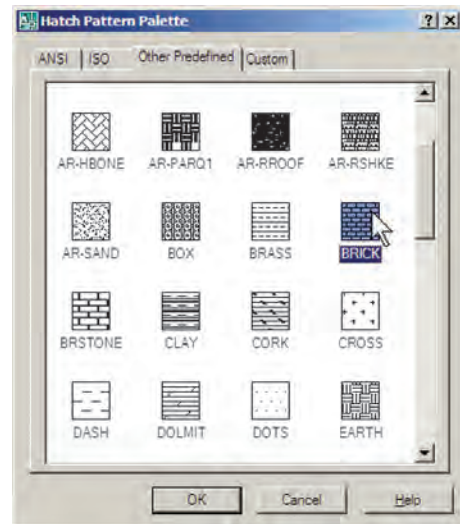 Hatch Pattern Palette
ANSI ISO Other Predefined Custom
AR-HBONE AR-PARQ1 AR-RROOF AR-RSHKE
AR-SAND BOX BRASS BRICK
BRSTONE CLAY CORK CROSS
DASH DOLMIT DOTS EARTH
OK Cancel Help